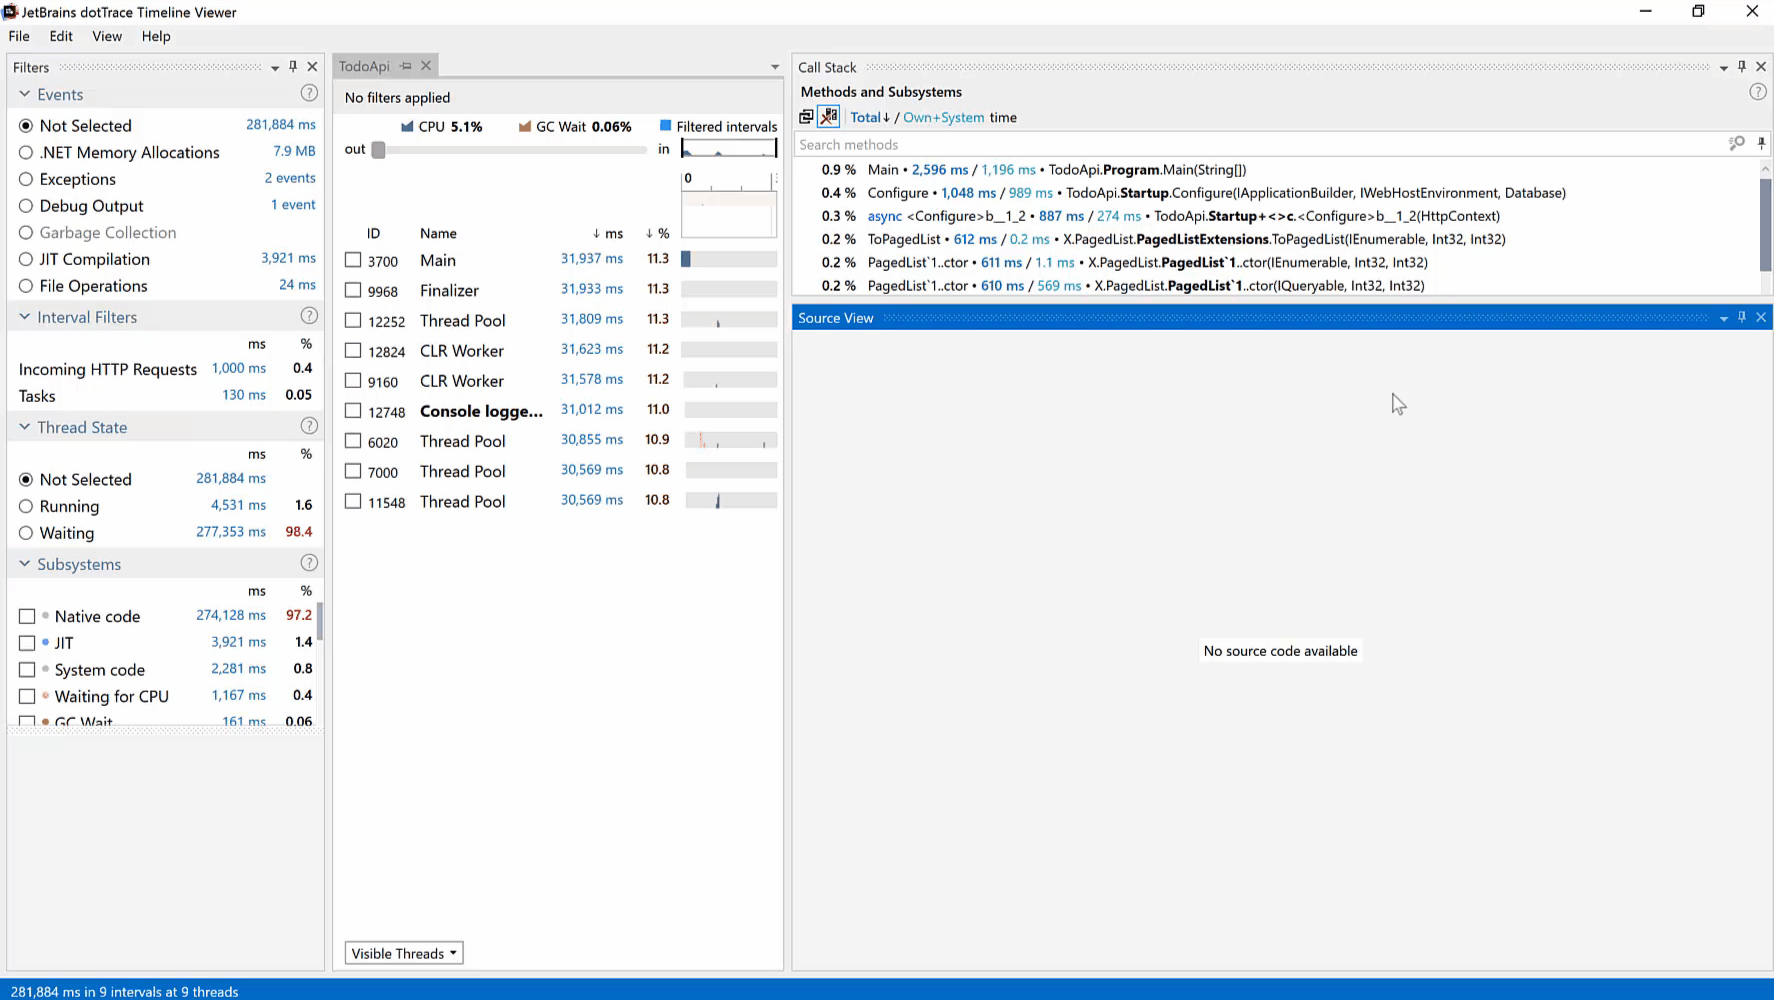 JetBrains dotTrace Timeline Viewer
File Edit View Help
Filters
Events
Not Selected 281,884 ms
.NET Memory Allocations 7.9 MB
Exceptions 2 events
Debug Output 1 event
Garbage Collection
JIT Compilation 3,921 ms
File Operations 24 ms
Interval Filters
ms %
Incoming HTTP Requests 1,000 ms 0.4
Tasks 130 ms 0.05
Thread State
ms %
Not Selected 281,884 ms
Running 4,531 ms 1.6
Waiting 277,353 ms 98.4
Subsystems
ms %
Native code 274,128 ms 97.2
JIT 3,921 ms 1.4
System code 2,281 ms 0.8
Waiting for CPU 1,167 ms 0.4
GC Wait 161 ms 0.06
TodoApi
No filters applied
CPU 5.1% GC Wait 0.06% Filtered intervals
out in
0
ID Name ↓ ms ↓ %
3700 Main 31,937 ms 11.3
9968 Finalizer 31,933 ms 11.3
12252 Thread Pool 31,809 ms 11.3
12824 CLR Worker 31,623 ms 11.2
9160 CLR Worker 31,578 ms 11.2
12748 Console logge... 31,012 ms 11.0
6020 Thread Pool 30,855 ms 10.9
7000 Thread Pool 30,569 ms 10.8
11548 Thread Pool 30,569 ms 10.8
Visible Threads
Call Stack
Methods and Subsystems
Total↓ / Own+System time
Search methods
0.9 % Main • 2,596 ms / 1,196 ms • TodoApi.Program.Main(String[])
0.4 % Configure • 1,048 ms / 989 ms • TodoApi.Startup.Configure(IApplicationBuilder, IWebHostEnvironment, Database)
0.3 % async <Configure>b__1_2 • 887 ms / 274 ms • TodoApi.Startup+<>c.<Configure>b__1_2(HttpContext)
0.2 % ToPagedList • 612 ms / 0.2 ms • X.PagedList.PagedListExtensions.ToPagedList(IEnumerable, Int32, Int32)
0.2 % PagedList`1..ctor • 611 ms / 1.1 ms • X.PagedList.PagedList`1..ctor(IEnumerable, Int32, Int32)
0.2 % PagedList`1..ctor • 610 ms / 569 ms • X.PagedList.PagedList`1..ctor(IQueryable, Int32, Int32)
Source View
No source code available
281,884 ms in 9 intervals at 9 threads